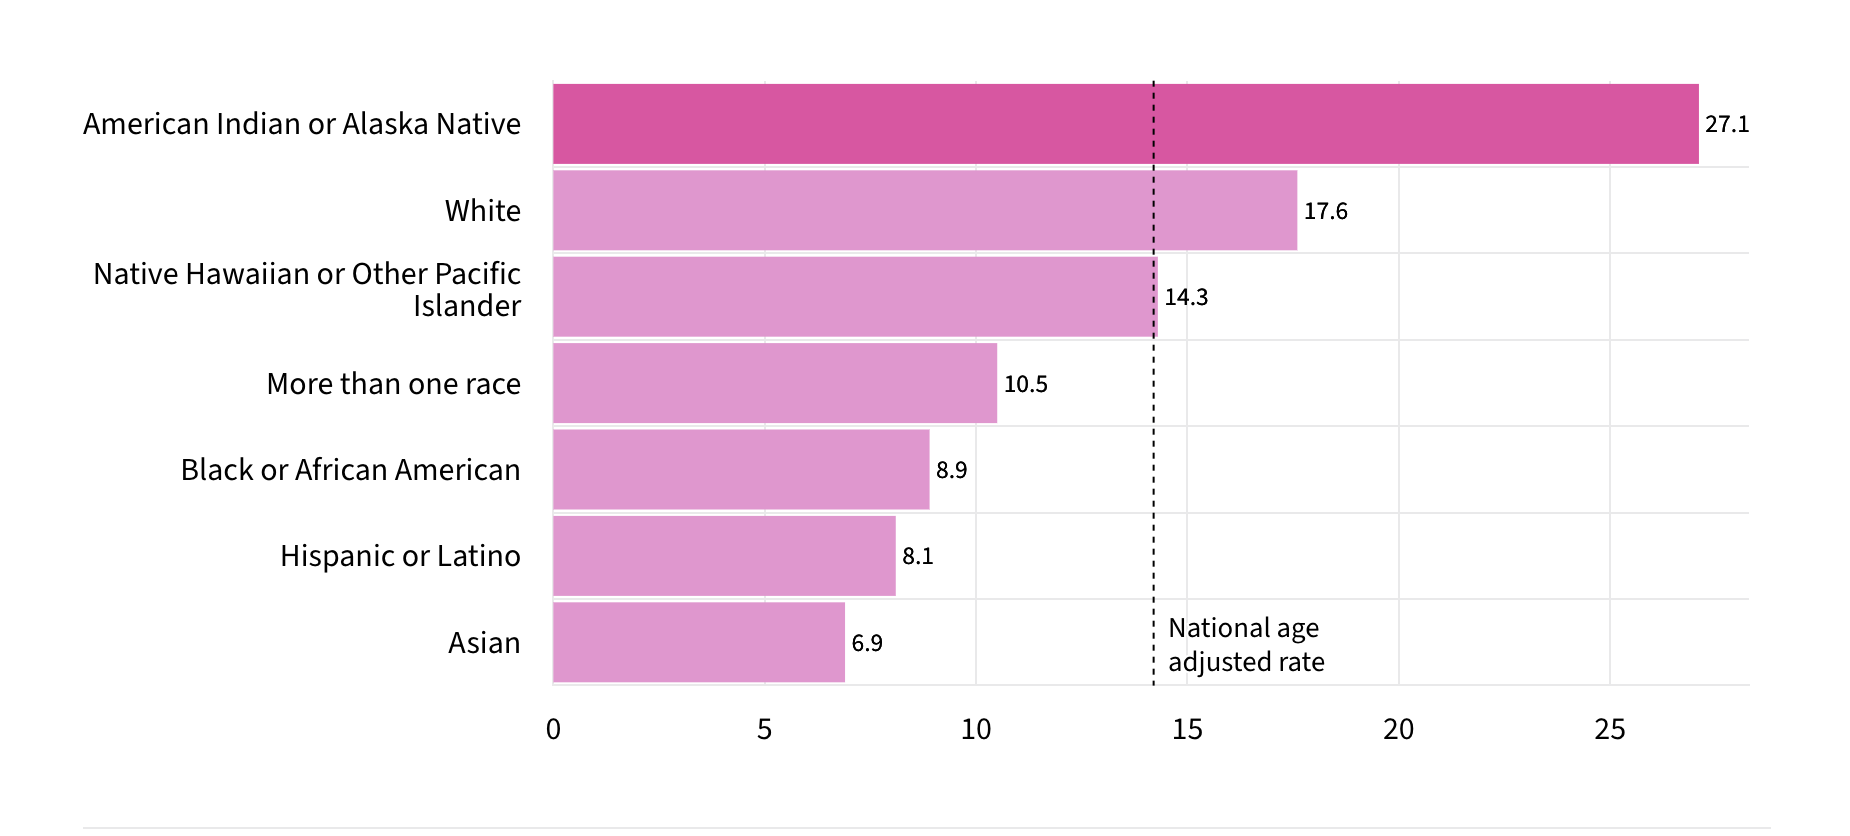 American Indian or Alaska Native
27.1
White
17.6
Native Hawaiian or Other Pacific
Islander
14.3
More than one race
10.5
Black or African American
8.9
Hispanic or Latino
8.1
Asian
6.9
National age
adjusted rate
0 5 10 15 20 25